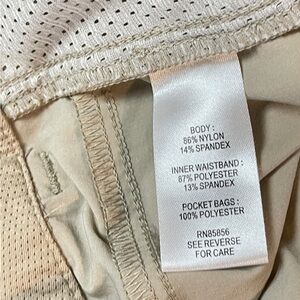 BODY :
86% NYLON
14% SPANDEX
INNER WAISTBAND :
87% POLYESTER
13% SPANDEX
POCKET BAGS :
100% POLYESTER
RN85856
SEE REVERSE
FOR CARE